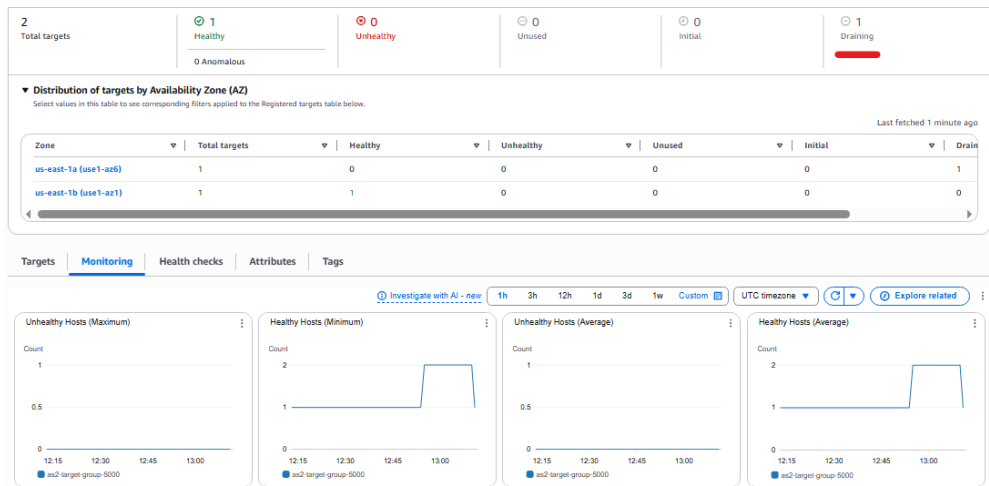 2
Total targets
1
Healthy
0 Anomalous
0
Unhealthy
0
Unused
0
Initial
1
Draining
Distribution of targets by Availability Zone (AZ)
Select values in this table to see corresponding filters applied to the Registered targets table below.
Last fetched 1 minute ago
Zone Total targets Healthy Unhealthy Unused Initial Drain
us-east-1a (use1-az6) 1 0 0 0 0 1
us-east-1b (use1-az1) 1 1 0 0 0 0
Targets Monitoring Health checks Attributes Tags
Investigate with AI - new 1h 3h 12h 1d 3d 1w Custom UTC timezone Explore related
Unhealthy Hosts (Maximum)
Count
1
0.5
0
12:15 12:30 12:45 13:00
as2-target-group-5000
Healthy Hosts (Minimum)
Count
2
1
0
12:15 12:30 12:45 13:00
as2-target-group-5000
Unhealthy Hosts (Average)
Count
1
0.5
0
12:15 12:30 12:45 13:00
as2-target-group-5000
Healthy Hosts (Average)
Count
2
1
0
12:15 12:30 12:45 13:00
as2-target-group-5000